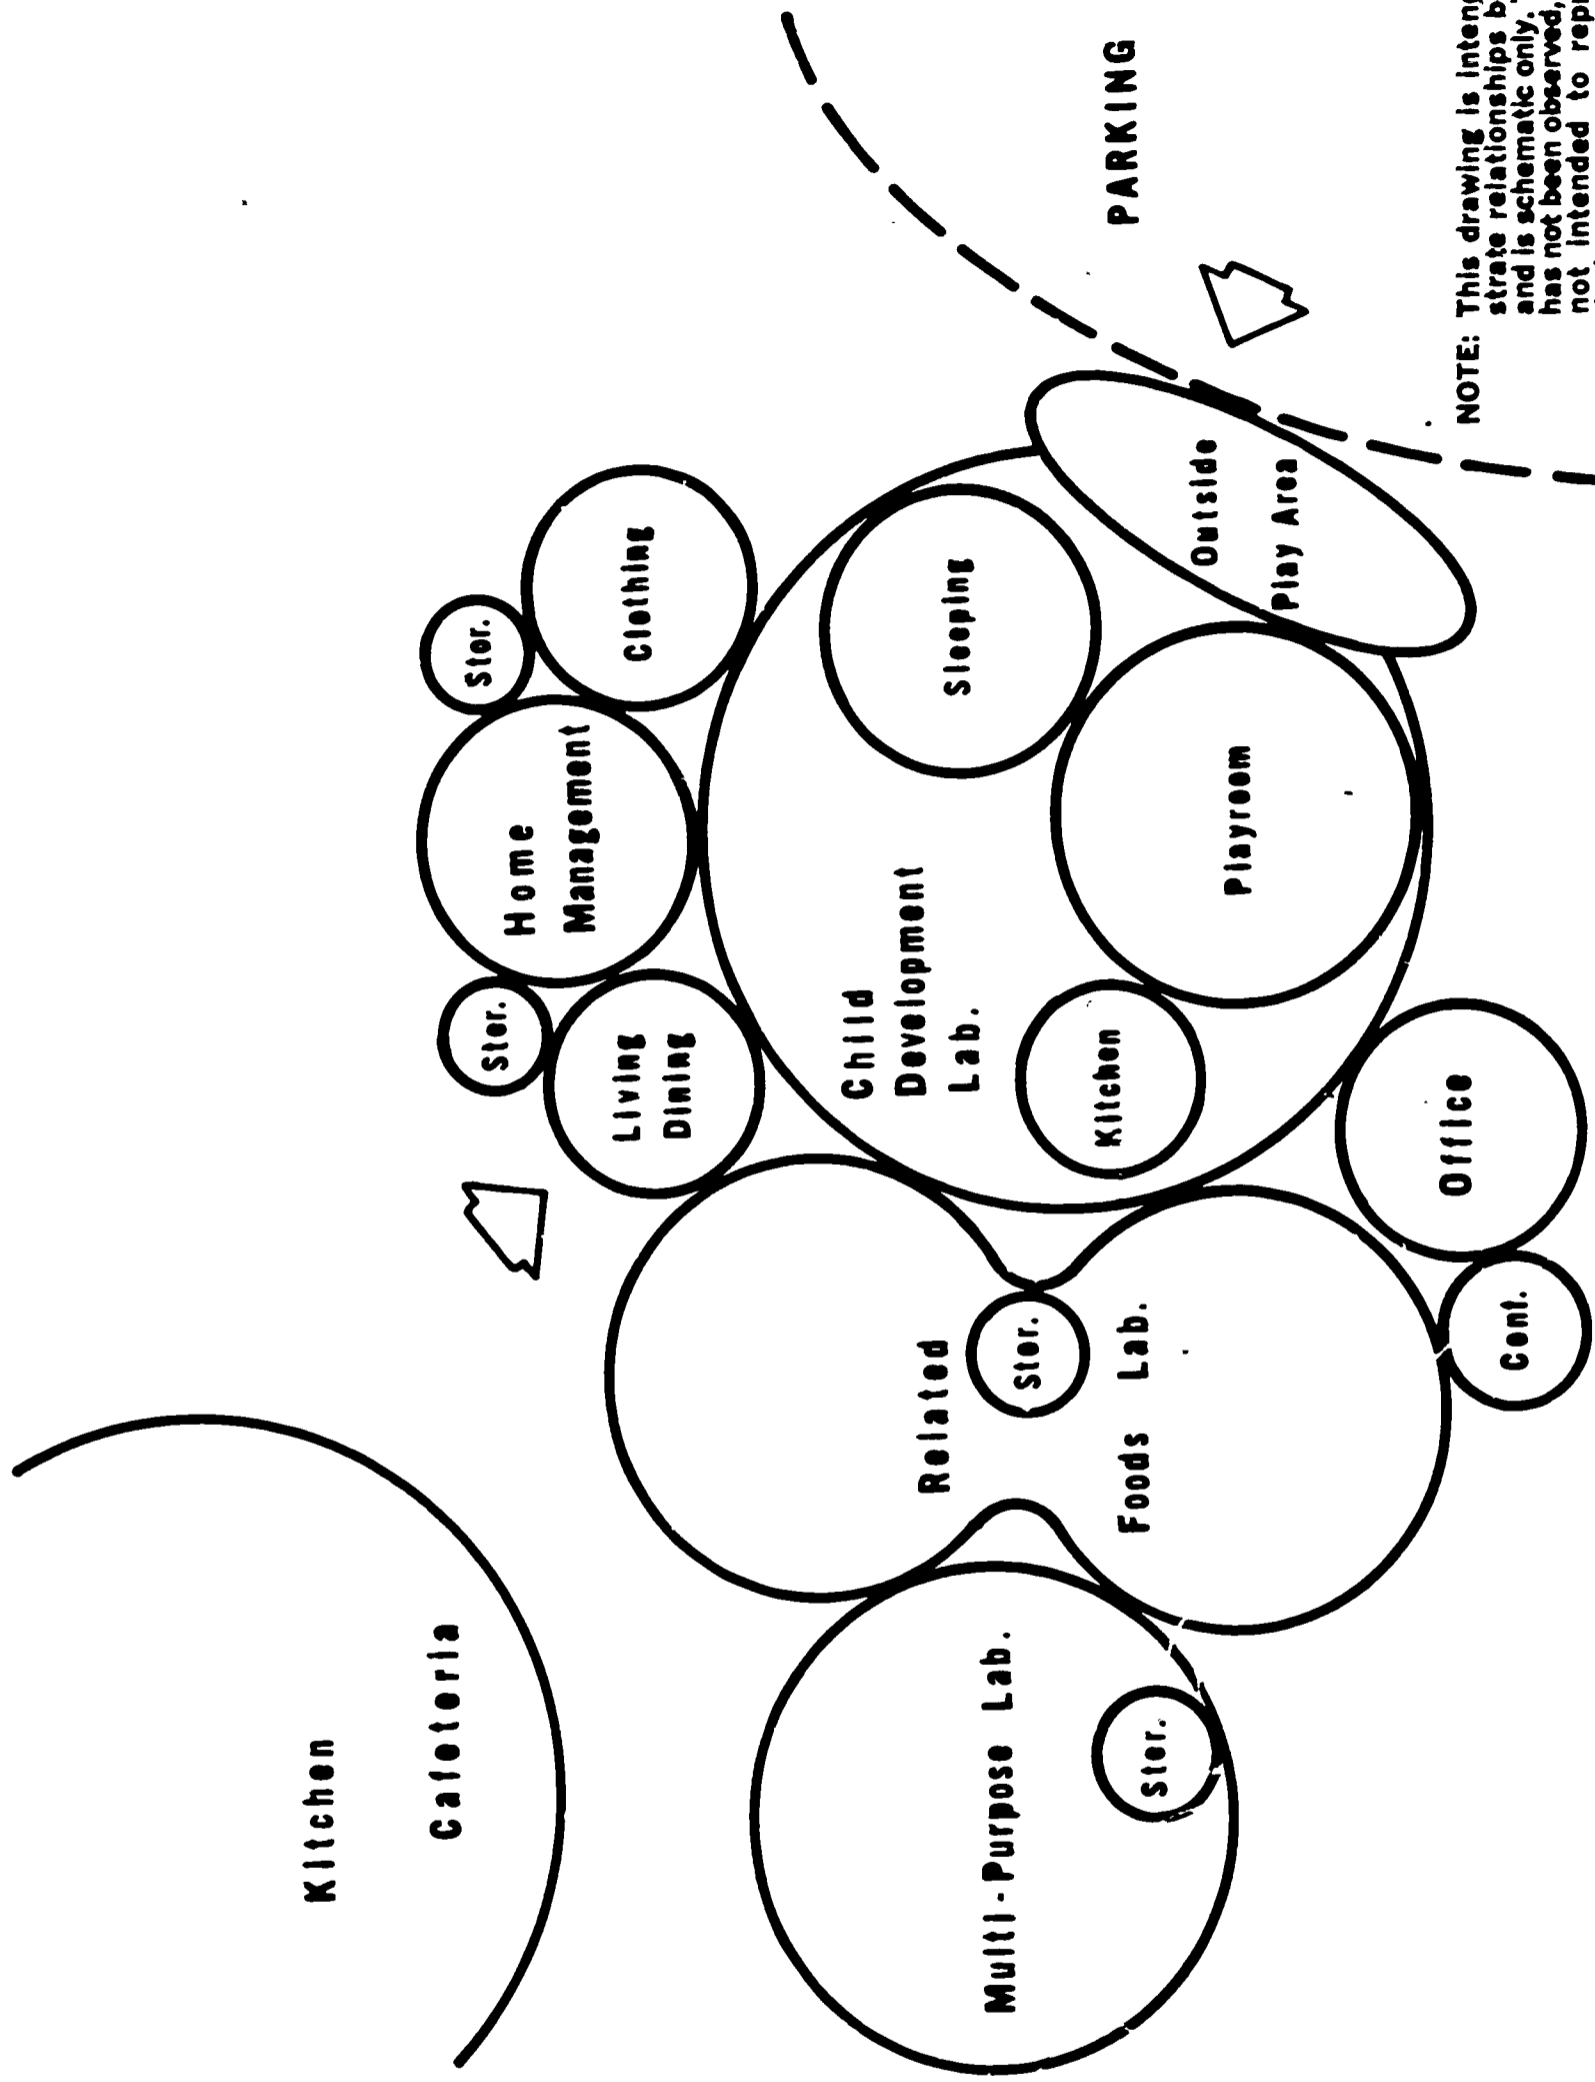 Kitchen
Cafeteria
Stor.
Home
Management
Stor.
Clothing
Living
Dining
Child
Development
Lab.
Sleeping
Kitchen
Playroom
Outside
Play Area
PARKING
Related
Stor.
Foods Lab.
Multi-Purpose Lab.
Stor.
Office
Conf.
NOTE: This drawing is
strate relationships
and is schematic only.
has not been observed,
not intended to